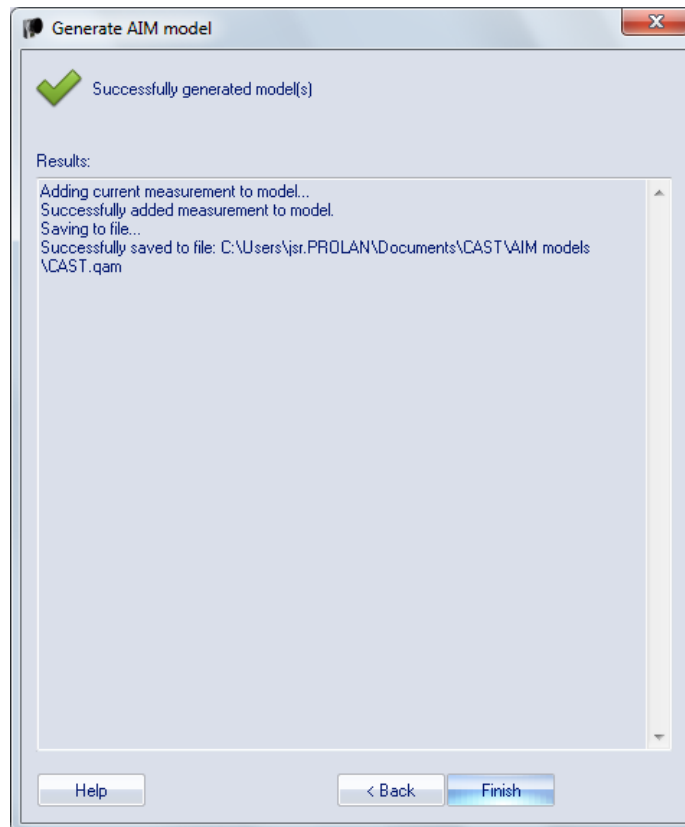 Generate AIM model
Successfully generated model(s)
Results:
Adding current measurement to model...
Successfully added measurement to model.
Saving to file...
Successfully saved to file: C:\Users\jsr.PROLAN\Documents\CAST\AIM models
\CAST.qam
Help
< Back
Finish